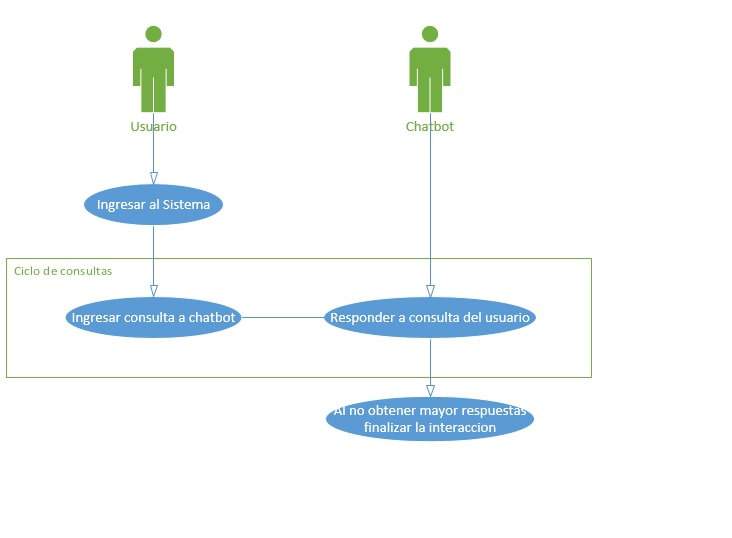 Usuario
Chatbot
Ingresar al Sistema
Ciclo de consultas
Ingresar consulta a chatbot
Responder a consulta del usuario
Al no obtener mayor respuestas
finalizar la interaccion